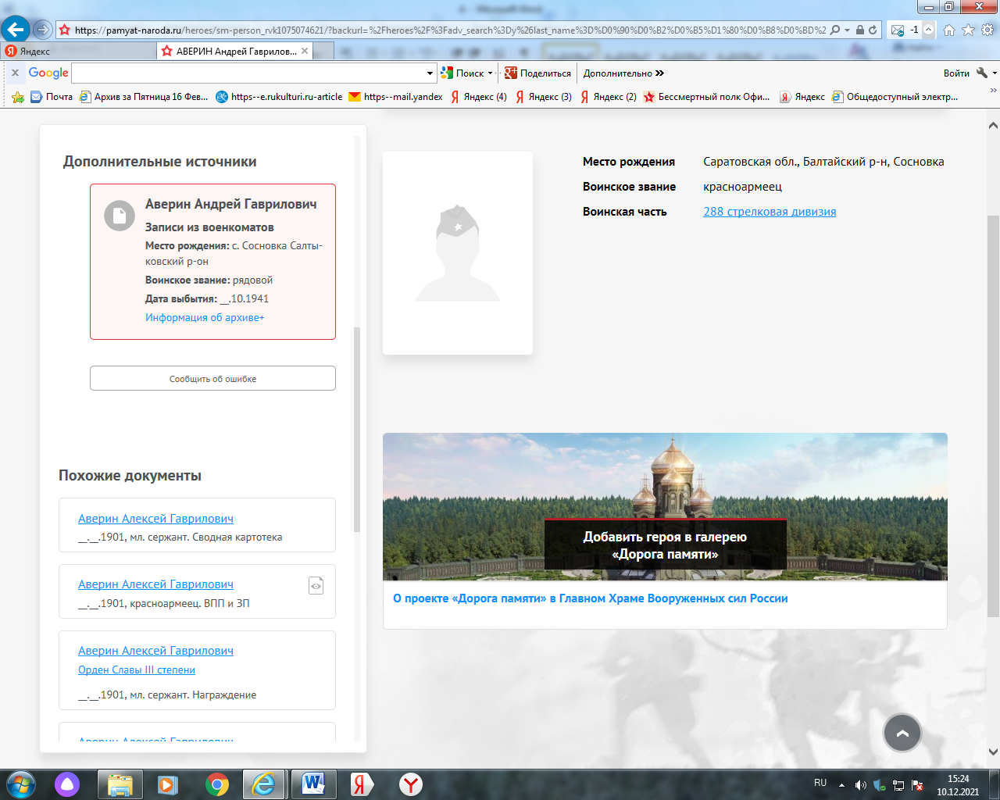 https://pamyat-naroda.ru/heroes/sm-person_rvk1075074621/?backurl=%2Fheroes%2F%3Fadv_search%3Dy%26last_name%3D%D0%90%D0%B2%D0%B5%D1%80%D0%B8%D0%BD%2
-1
Яндекс
АВЕРИН Андрей Гаврилов...
Google
Поиск
Поделиться
Дополнительно
Войти
Почта
Архив за Пятница 16 Фев...
https--e.rukulturi.ru-article
https--mail.yandex
Яндекс (4)
Яндекс (3)
Яндекс (2)
Бессмертный полк Офи...
Яндекс
Общедоступный электр...
Дополнительные источники
Аверин Андрей Гаврилович
Записи из военкоматов
Место рождения: с. Сосновка Салты-
ковский р-он
Воинское звание: рядовой
Дата выбытия: __.10.1941
Информация об архиве+
Сообщить об ошибке
Похожие документы
Аверин Алексей Гаврилович
__.__.1901, мл. сержант. Сводная картотека
Аверин Алексей Гаврилович
__.__.1901, красноармеец. ВПП и ЗП
Аверин Алексей Гаврилович
Орден Славы III степени
__.__.1901, мл. сержант. Награждение
Аверин Алексей Гаврилович
Место рождения Саратовская обл., Балтайский р-н, Сосновка
Воинское звание красноармеец
Воинская часть 288 стрелковая дивизия
Добавить героя в галерею
«Дорога памяти»
О проекте «Дорога памяти» в Главном Храме Вооруженных сил России
RU
15:24
10.12.2021